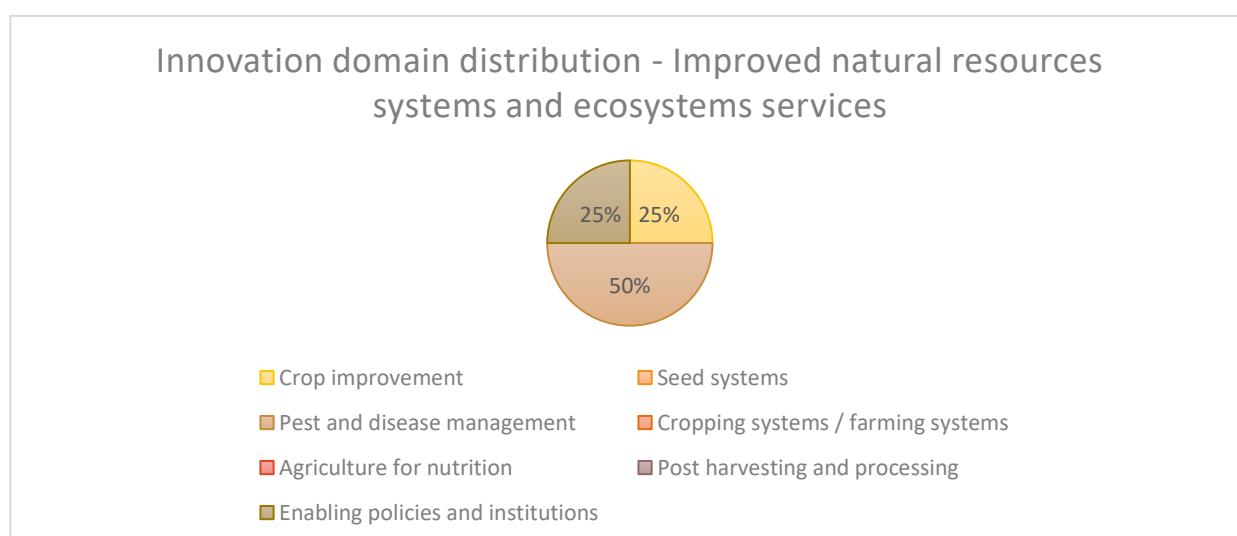 Innovation domain distribution - Improved natural resources
systems and ecosystems services
25%
25%
50%
Crop improvement
Seed systems
Pest and disease management
Cropping systems / farming systems
Agriculture for nutrition
Post harvesting and processing
Enabling policies and institutions